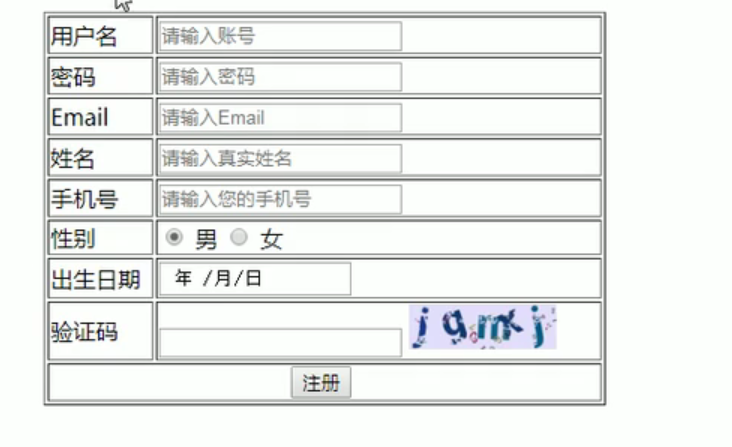 用户名 请输入账号
密码 请输入密码
Email 请输入Email
姓名 请输入真实姓名
手机号 请输入您的手机号
性别 男 女
出生日期 年 /月/日
验证码
注册